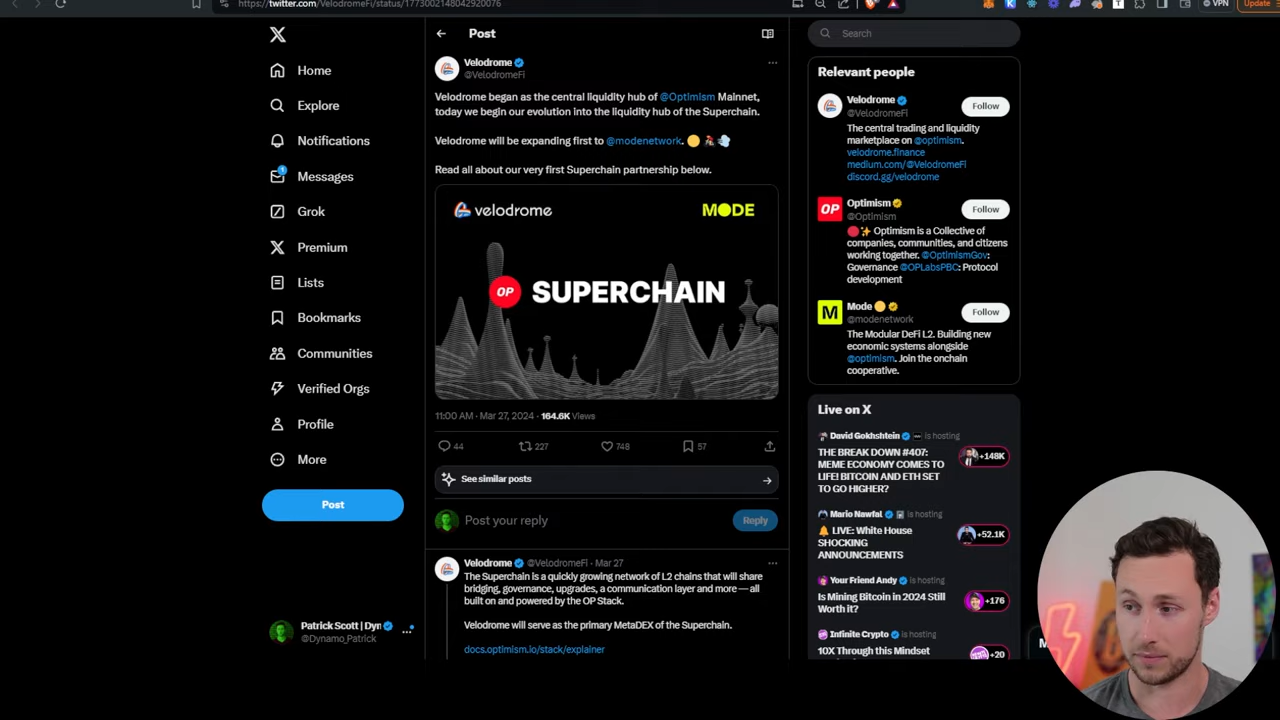 https://twitter.com/VelodromeFi/status/1773002148042920076
VPN
Update
Home
Explore
Notifications
1
Messages
Grok
Premium
Lists
Bookmarks
Communities
Verified Orgs
Profile
More
Post
Patrick Scott | Dyn
@Dynamo_Patrick
Post
Velodrome
@VelodromeFi
Velodrome began as the central liquidity hub of @Optimism Mainnet,
today we begin our evolution into the liquidity hub of the Superchain.
Velodrome will be expanding first to @modenetwork. 🟡 🚴 💨
Read all about our very first Superchain partnership below.
velodrome
MODE
OP SUPERCHAIN
11:00 AM · Mar 27, 2024 · 164.6K Views
44
227
748
57
See similar posts
Post your reply
Reply
Velodrome @VelodromeFi · Mar 27
The Superchain is a quickly growing network of L2 chains that will share
bridging, governance, upgrades, a communication layer and more — all
built on and powered by the OP Stack.
Velodrome will serve as the primary MetaDEX of the Superchain.
docs.optimism.io/stack/explainer
Search
Relevant people
Velodrome
@VelodromeFi
Follow
The central trading and liquidity
marketplace on @optimism.
velodrome.finance
medium.com/@VelodromeFi
discord.gg/velodrome
OP
Optimism
@Optimism
Follow
🔴✨ Optimism is a Collective of
companies, communities, and citizens
working together. @OptimismGov:
Governance @OPLabsPBC: Protocol
development
M
Mode 🟡
@modenetwork
Follow
The Modular DeFi L2. Building new
economic systems alongside
@optimism. Join the onchain
cooperative.
Live on X
David Gokhshtein is hosting
THE BREAK DOWN #407:
MEME ECONOMY COMES TO
LIFE! BITCOIN AND ETH SET
TO GO HIGHER?
+148K
Mario Nawfal is hosting
🔔 LIVE: White House
SHOCKING
ANNOUNCEMENTS
+52.1K
Your Friend Andy is hosting
Is Mining Bitcoin in 2024 Still
Worth it?
+176
Infinite Crypto is hosting
10X Through this Mindset
+20